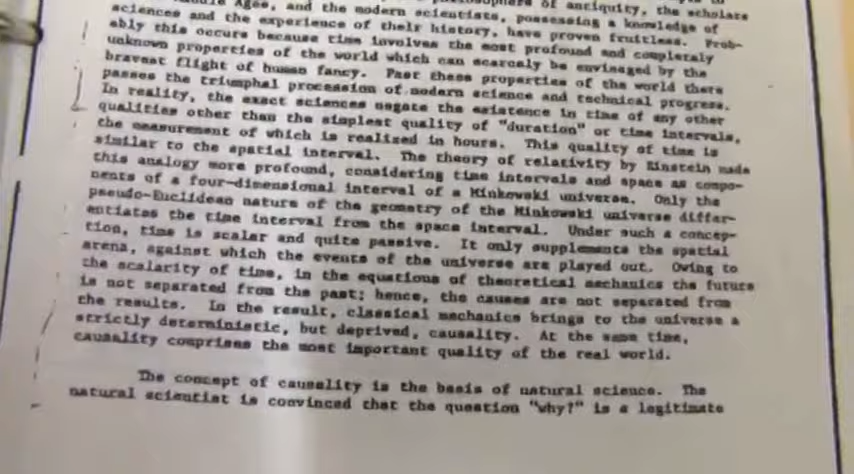 of antiquity, the scholars
Ages, and the modern scientists, possessing a knowledge of
sciences and the experience of their history, have proven fruitless. Prob-
ably this occurs because time involves the most profound and completely
unknown properties of the world which can scarcely be envisaged by the
bravest flight of human fancy. Past these properties of the world there
passes the triumphal procession of modern science and technical progress.
In reality, the exact sciences negate the existence in time of any other
qualities other than the simplest quality of "duration" or time intervals,
the measurement of which is realized in hours. This quality of time is
similar to the spatial interval. The theory of relativity by Einstein made
this analogy more profound, considering time intervals and space as compo-
nents of a four-dimensional interval of a Minkowski universe. Only the
pseudo-Euclidean nature of the geometry of the Minkowski universe differ-
entiates the time interval from the space interval. Under such a concep-
tion, time is scalar and quite passive. It only supplements the spatial
arena, against which the events of the universe are played out. Owing to
the scalarity of time, in the equations of theoretical mechanics the future
is not separated from the past; hence, the causes are not separated from
the results. In the result, classical mechanics brings to the universe a
strictly deterministic, but deprived, causality. At the same time,
causality comprises the most important quality of the real world.
The concept of causality is the basis of natural science. The
natural scientist is convinced that the question "why?" is a legitimate